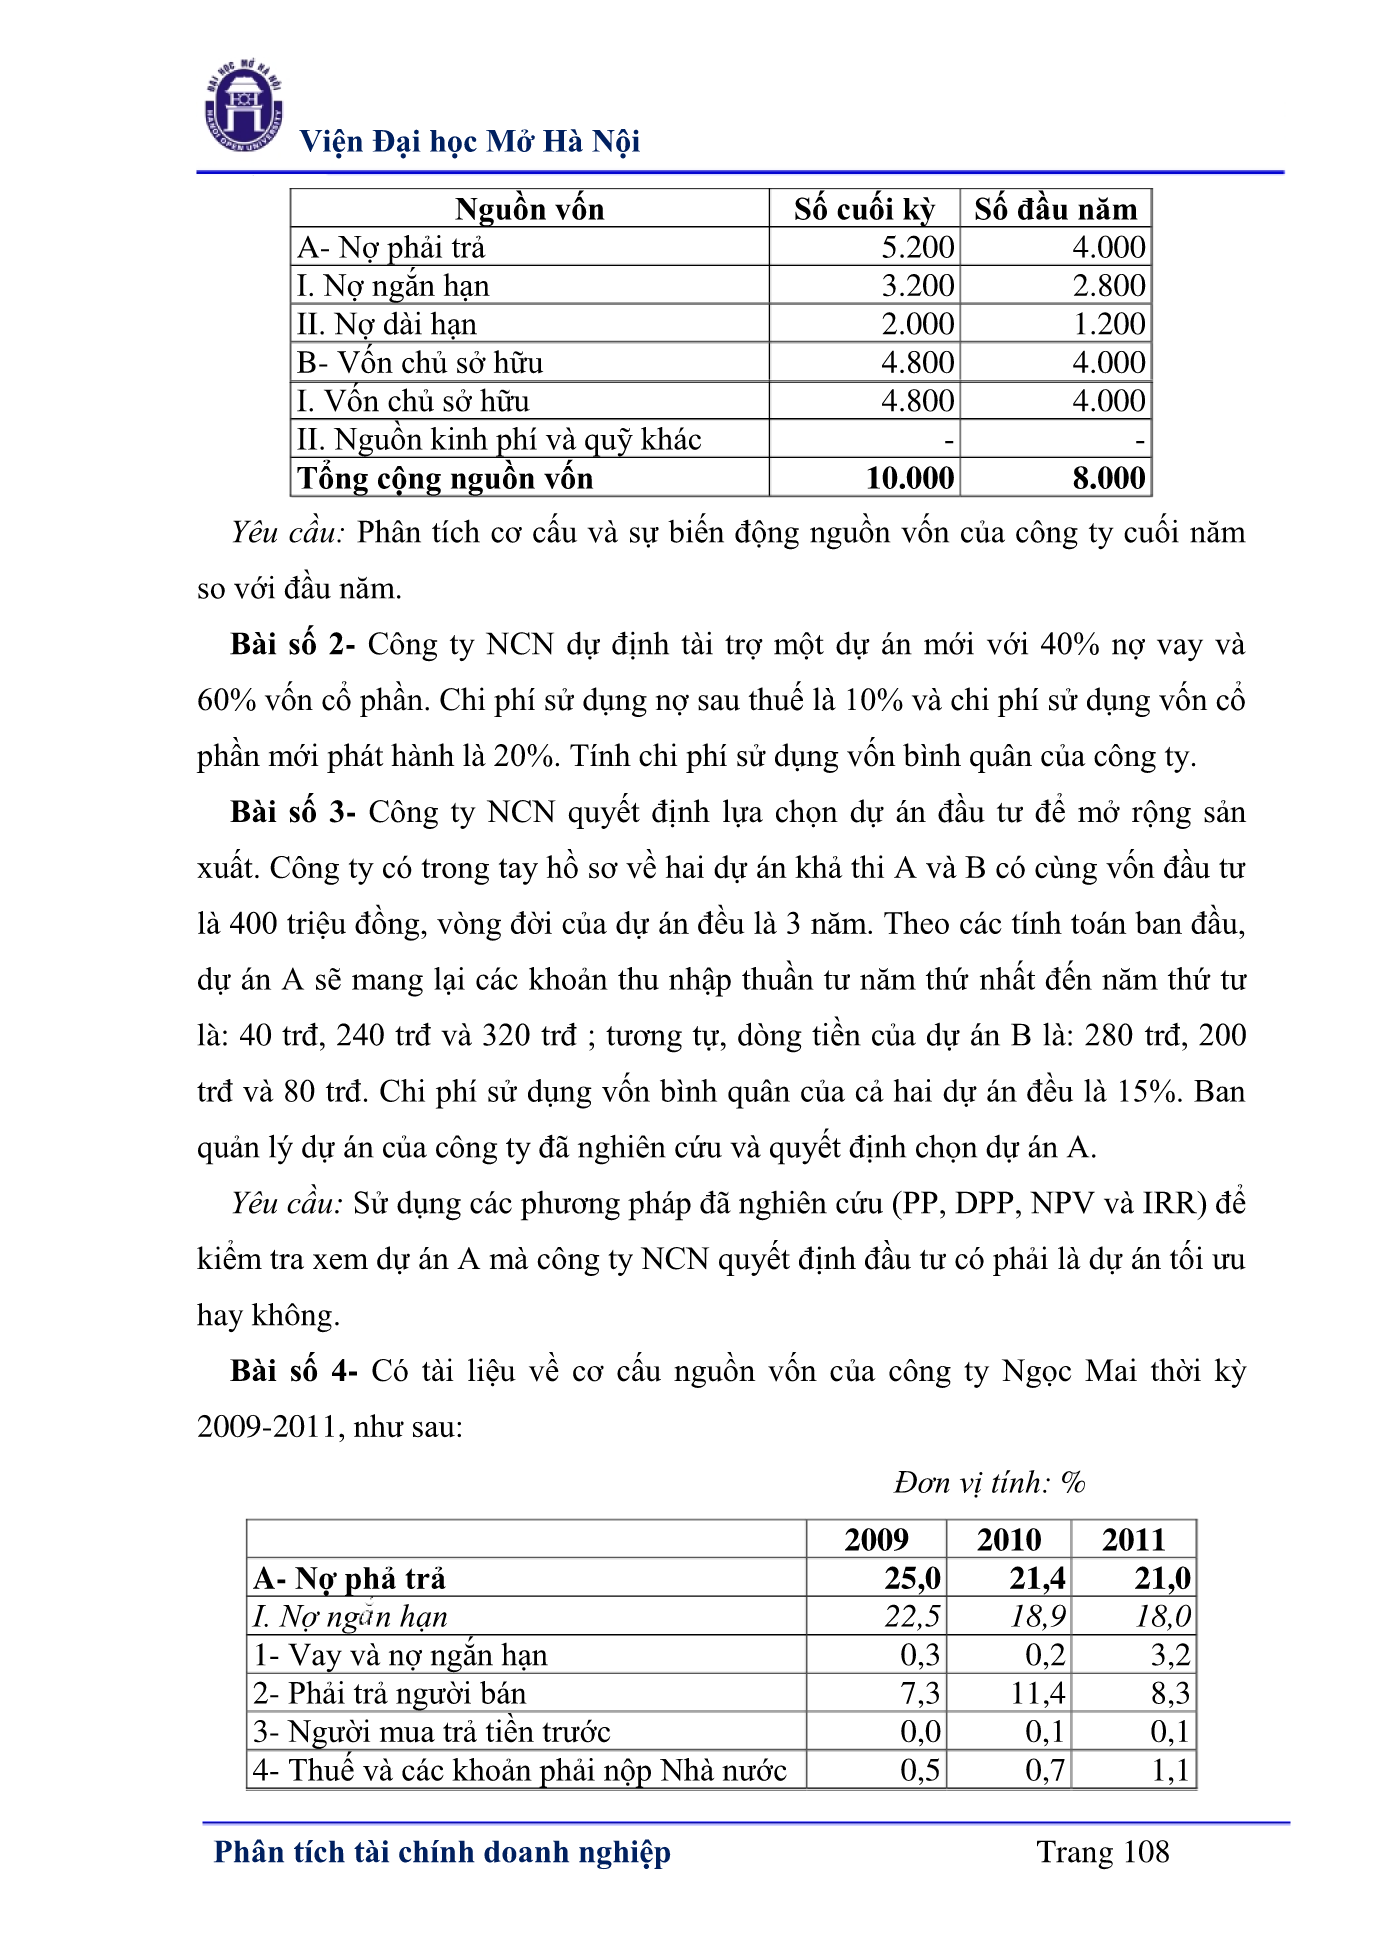 ĐẠI HỌC MỞ HÀ NỘI
HANOI OPEN UNIVERSITY
Viện Đại học Mở Hà Nội
Nguồn vốn Số cuối kỳ Số đầu năm
A- Nợ phải trả 5.200 4.000
I. Nợ ngắn hạn 3.200 2.800
II. Nợ dài hạn 2.000 1.200
B- Vốn chủ sở hữu 4.800 4.000
I. Vốn chủ sở hữu 4.800 4.000
II. Nguồn kinh phí và quỹ khác - -
Tổng cộng nguồn vốn 10.000 8.000
Yêu cầu: Phân tích cơ cấu và sự biến động nguồn vốn của công ty cuối năm
so với đầu năm.
Bài số 2- Công ty NCN dự định tài trợ một dự án mới với 40% nợ vay và
60% vốn cổ phần. Chi phí sử dụng nợ sau thuế là 10% và chi phí sử dụng vốn cổ
phần mới phát hành là 20%. Tính chi phí sử dụng vốn bình quân của công ty.
Bài số 3- Công ty NCN quyết định lựa chọn dự án đầu tư để mở rộng sản
xuất. Công ty có trong tay hồ sơ về hai dự án khả thi A và B có cùng vốn đầu tư
là 400 triệu đồng, vòng đời của dự án đều là 3 năm. Theo các tính toán ban đầu,
dự án A sẽ mang lại các khoản thu nhập thuần tư năm thứ nhất đến năm thứ tư
là: 40 trđ, 240 trđ và 320 trđ ; tương tự, dòng tiền của dự án B là: 280 trđ, 200
trđ và 80 trđ. Chi phí sử dụng vốn bình quân của cả hai dự án đều là 15%. Ban
quản lý dự án của công ty đã nghiên cứu và quyết định chọn dự án A.
Yêu cầu: Sử dụng các phương pháp đã nghiên cứu (PP, DPP, NPV và IRR) để
kiểm tra xem dự án A mà công ty NCN quyết định đầu tư có phải là dự án tối ưu
hay không.
Bài số 4- Có tài liệu về cơ cấu nguồn vốn của công ty Ngọc Mai thời kỳ
2009-2011, như sau:
Đơn vị tính: %
2009 2010 2011
A- Nợ phả trả 25,0 21,4 21,0
I. Nợ ngắn hạn 22,5 18,9 18,0
1- Vay và nợ ngắn hạn 0,3 0,2 3,2
2- Phải trả người bán 7,3 11,4 8,3
3- Người mua trả tiền trước 0,0 0,1 0,1
4- Thuế và các khoản phải nộp Nhà nước 0,5 0,7 1,1
Phân tích tài chính doanh nghiệp Trang 108